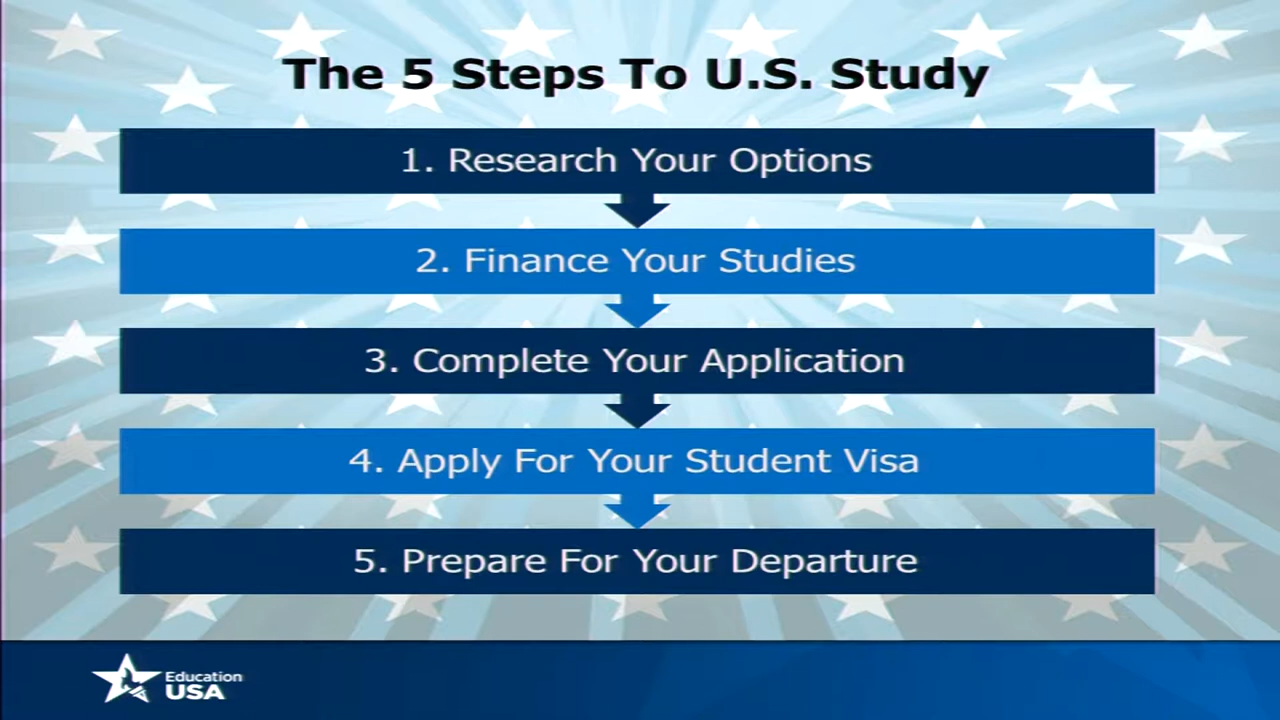 The 5 Steps To U.S. Study
1. Research Your Options
2. Finance Your Studies
3. Complete Your Application
4. Apply For Your Student Visa
5. Prepare For Your Departure
Education
USA